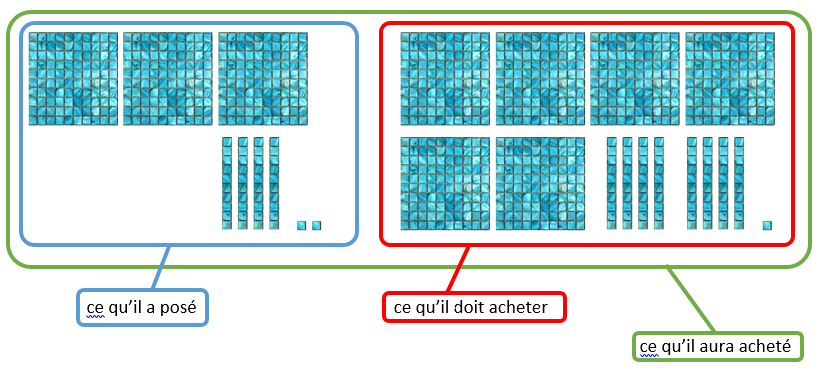 ce qu'il a posé
ce qu'il doit acheter
ce qu'il aura acheté